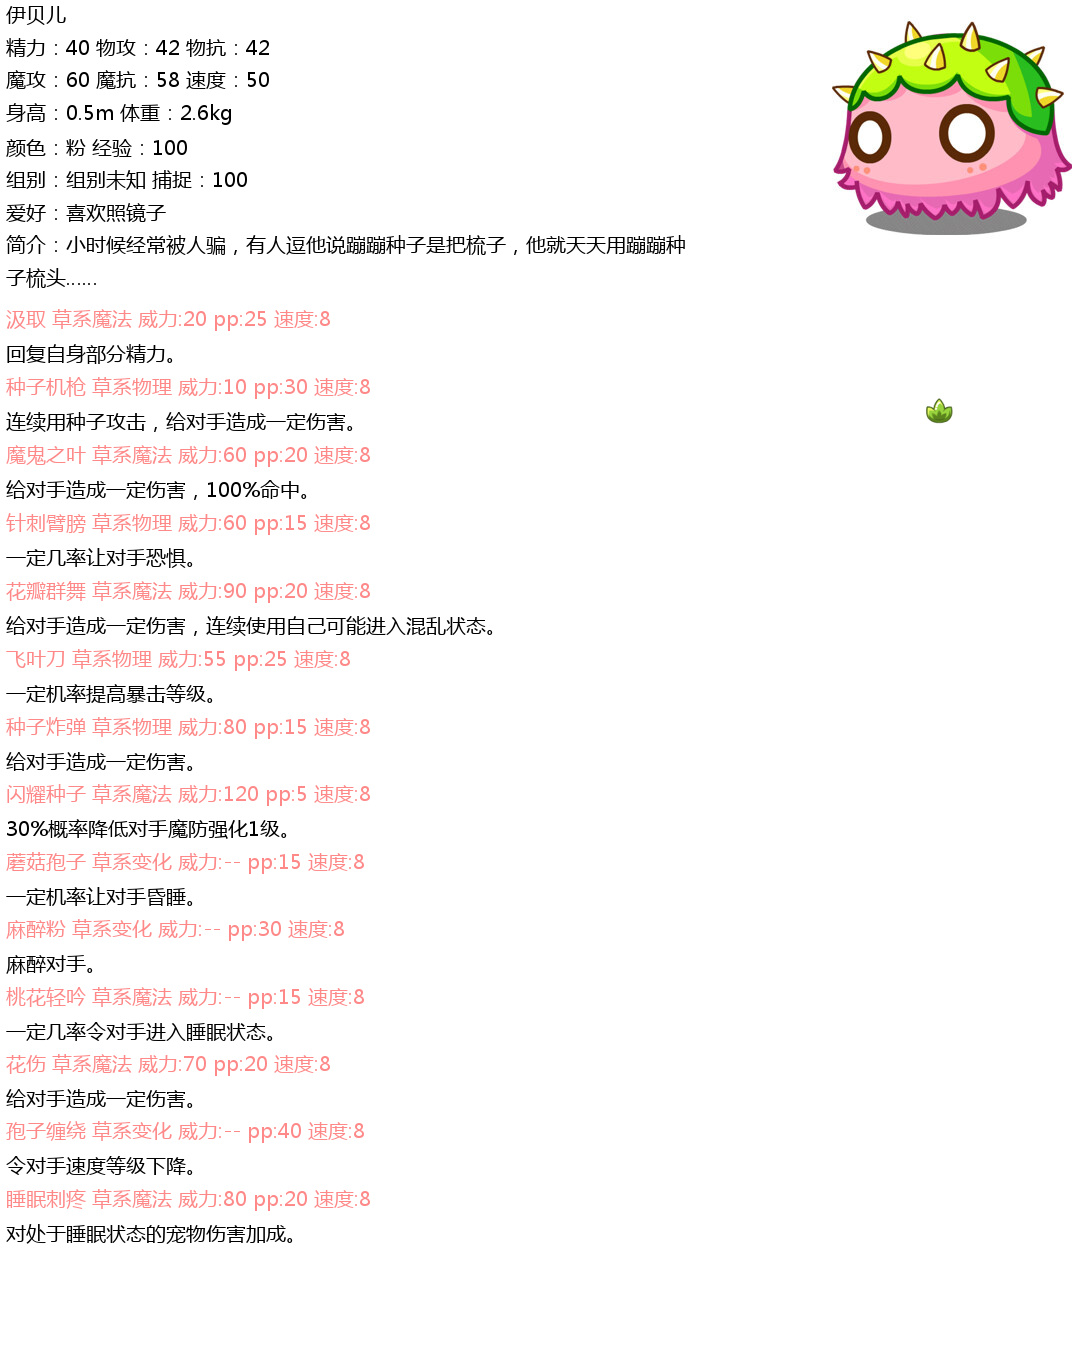 伊贝儿
精力：40 物攻：42 物抗：42
魔攻：60 魔抗：58 速度：50
身高：0.5m 体重：2.6kg
颜色：粉 经验：100
组别：组别未知 捕捉：100
爱好：喜欢照镜子
简介：小时候经常被人骗，有人逗他说蹦蹦种子是把梳子，他就天天用蹦蹦种
子梳头......
汲取 草系魔法 威力:20 pp:25 速度:8
回复自身部分精力。
种子机枪 草系物理 威力:10 pp:30 速度:8
连续用种子攻击，给对手造成一定伤害。
魔鬼之叶 草系魔法 威力:60 pp:20 速度:8
给对手造成一定伤害，100%命中。
针刺臂膀 草系物理 威力:60 pp:15 速度:8
一定几率让对手恐惧。
花瓣群舞 草系魔法 威力:90 pp:20 速度:8
给对手造成一定伤害，连续使用自己可能进入混乱状态。
飞叶刀 草系物理 威力:55 pp:25 速度:8
一定机率提高暴击等级。
种子炸弹 草系物理 威力:80 pp:15 速度:8
给对手造成一定伤害。
闪耀种子 草系魔法 威力:120 pp:5 速度:8
30%概率降低对手魔防强化1级。
蘑菇孢子 草系变化 威力:-- pp:15 速度:8
一定机率让对手昏睡。
麻醉粉 草系变化 威力:-- pp:30 速度:8
麻醉对手。
桃花轻吟 草系魔法 威力:-- pp:15 速度:8
一定几率令对手进入睡眠状态。
花伤 草系魔法 威力:70 pp:20 速度:8
给对手造成一定伤害。
孢子缠绕 草系变化 威力:-- pp:40 速度:8
令对手速度等级下降。
睡眠刺疼 草系魔法 威力:80 pp:20 速度:8
对处于睡眠状态的宠物伤害加成。